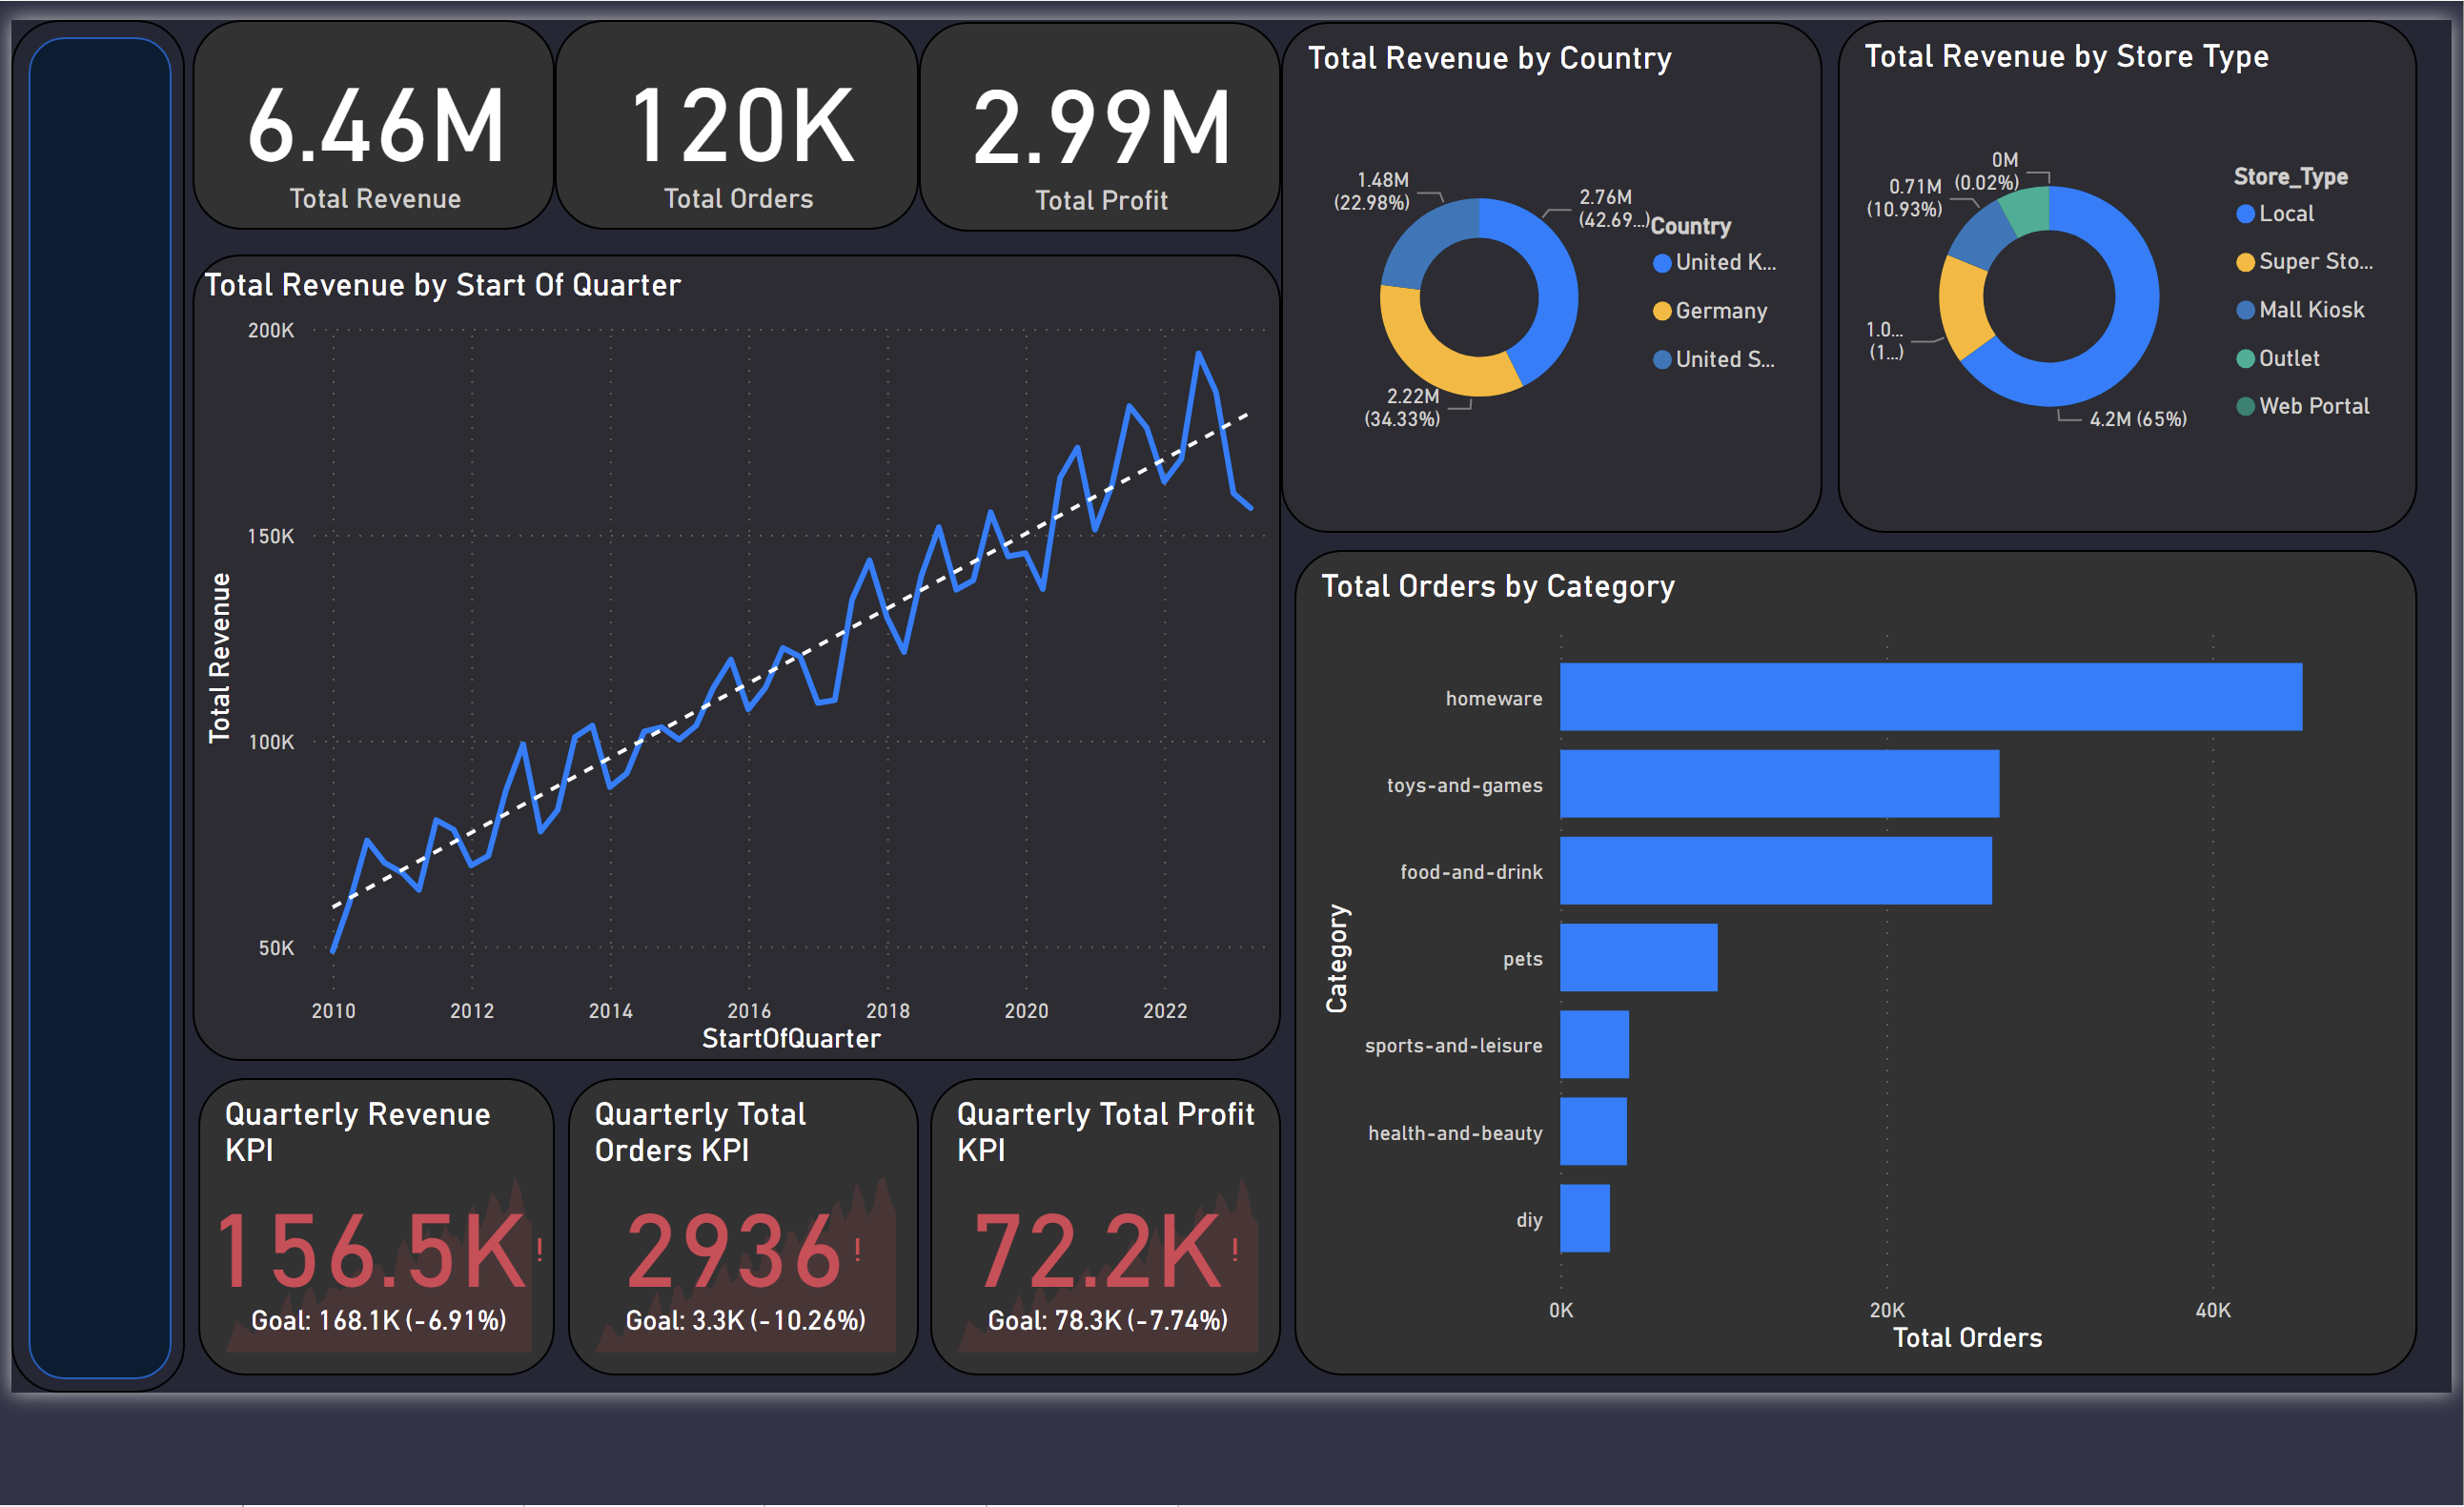 6.46M
Total Revenue
120K
Total Orders
2.99M
Total Profit
Total Revenue by Country
1.48M
(22.98%)
2.76M
(42.69...)
2.22M
(34.33%)
Country
United K...
Germany
United S...
Total Revenue by Store Type
0M
(0.02%)
0.71M
(10.93%)
1.0...
(1...)
4.2M (65%)
Store_Type
Local
Super Sto...
Mall Kiosk
Outlet
Web Portal
Total Revenue by Start Of Quarter
Total Revenue
200K
150K
100K
50K
2010
2012
2014
2016
2018
2020
2022
StartOfQuarter
Total Orders by Category
Category
homeware
toys-and-games
food-and-drink
pets
sports-and-leisure
health-and-beauty
diy
0K
20K
40K
Total Orders
Quarterly Revenue
KPI
156.5K!
Goal: 168.1K (-6.91%)
Quarterly Total
Orders KPI
2936!
Goal: 3.3K (-10.26%)
Quarterly Total Profit
KPI
72.2K!
Goal: 78.3K (-7.74%)